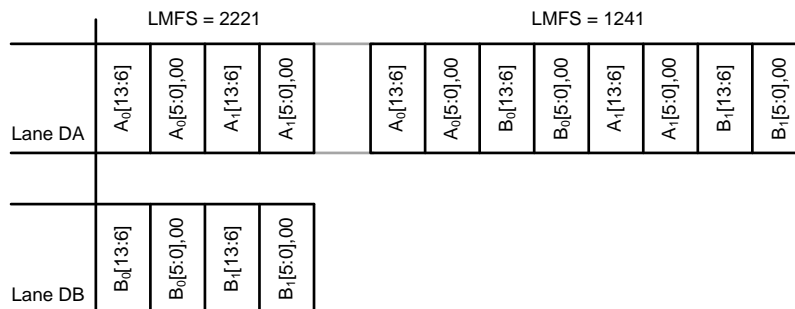 LMFS = 2221 LMFS = 1241
Lane DA A₀[13:6] A₀[5:0],00 A₁[13:6] A₁[5:0],00 A₀[13:6] A₀[5:0],00 B₀[13:6] B₀[5:0],00 A₁[13:6] A₁[5:0],00 B₁[13:6] B₁[5:0],00
Lane DB B₀[13:6] B₀[5:0],00 B₁[13:6] B₁[5:0],00